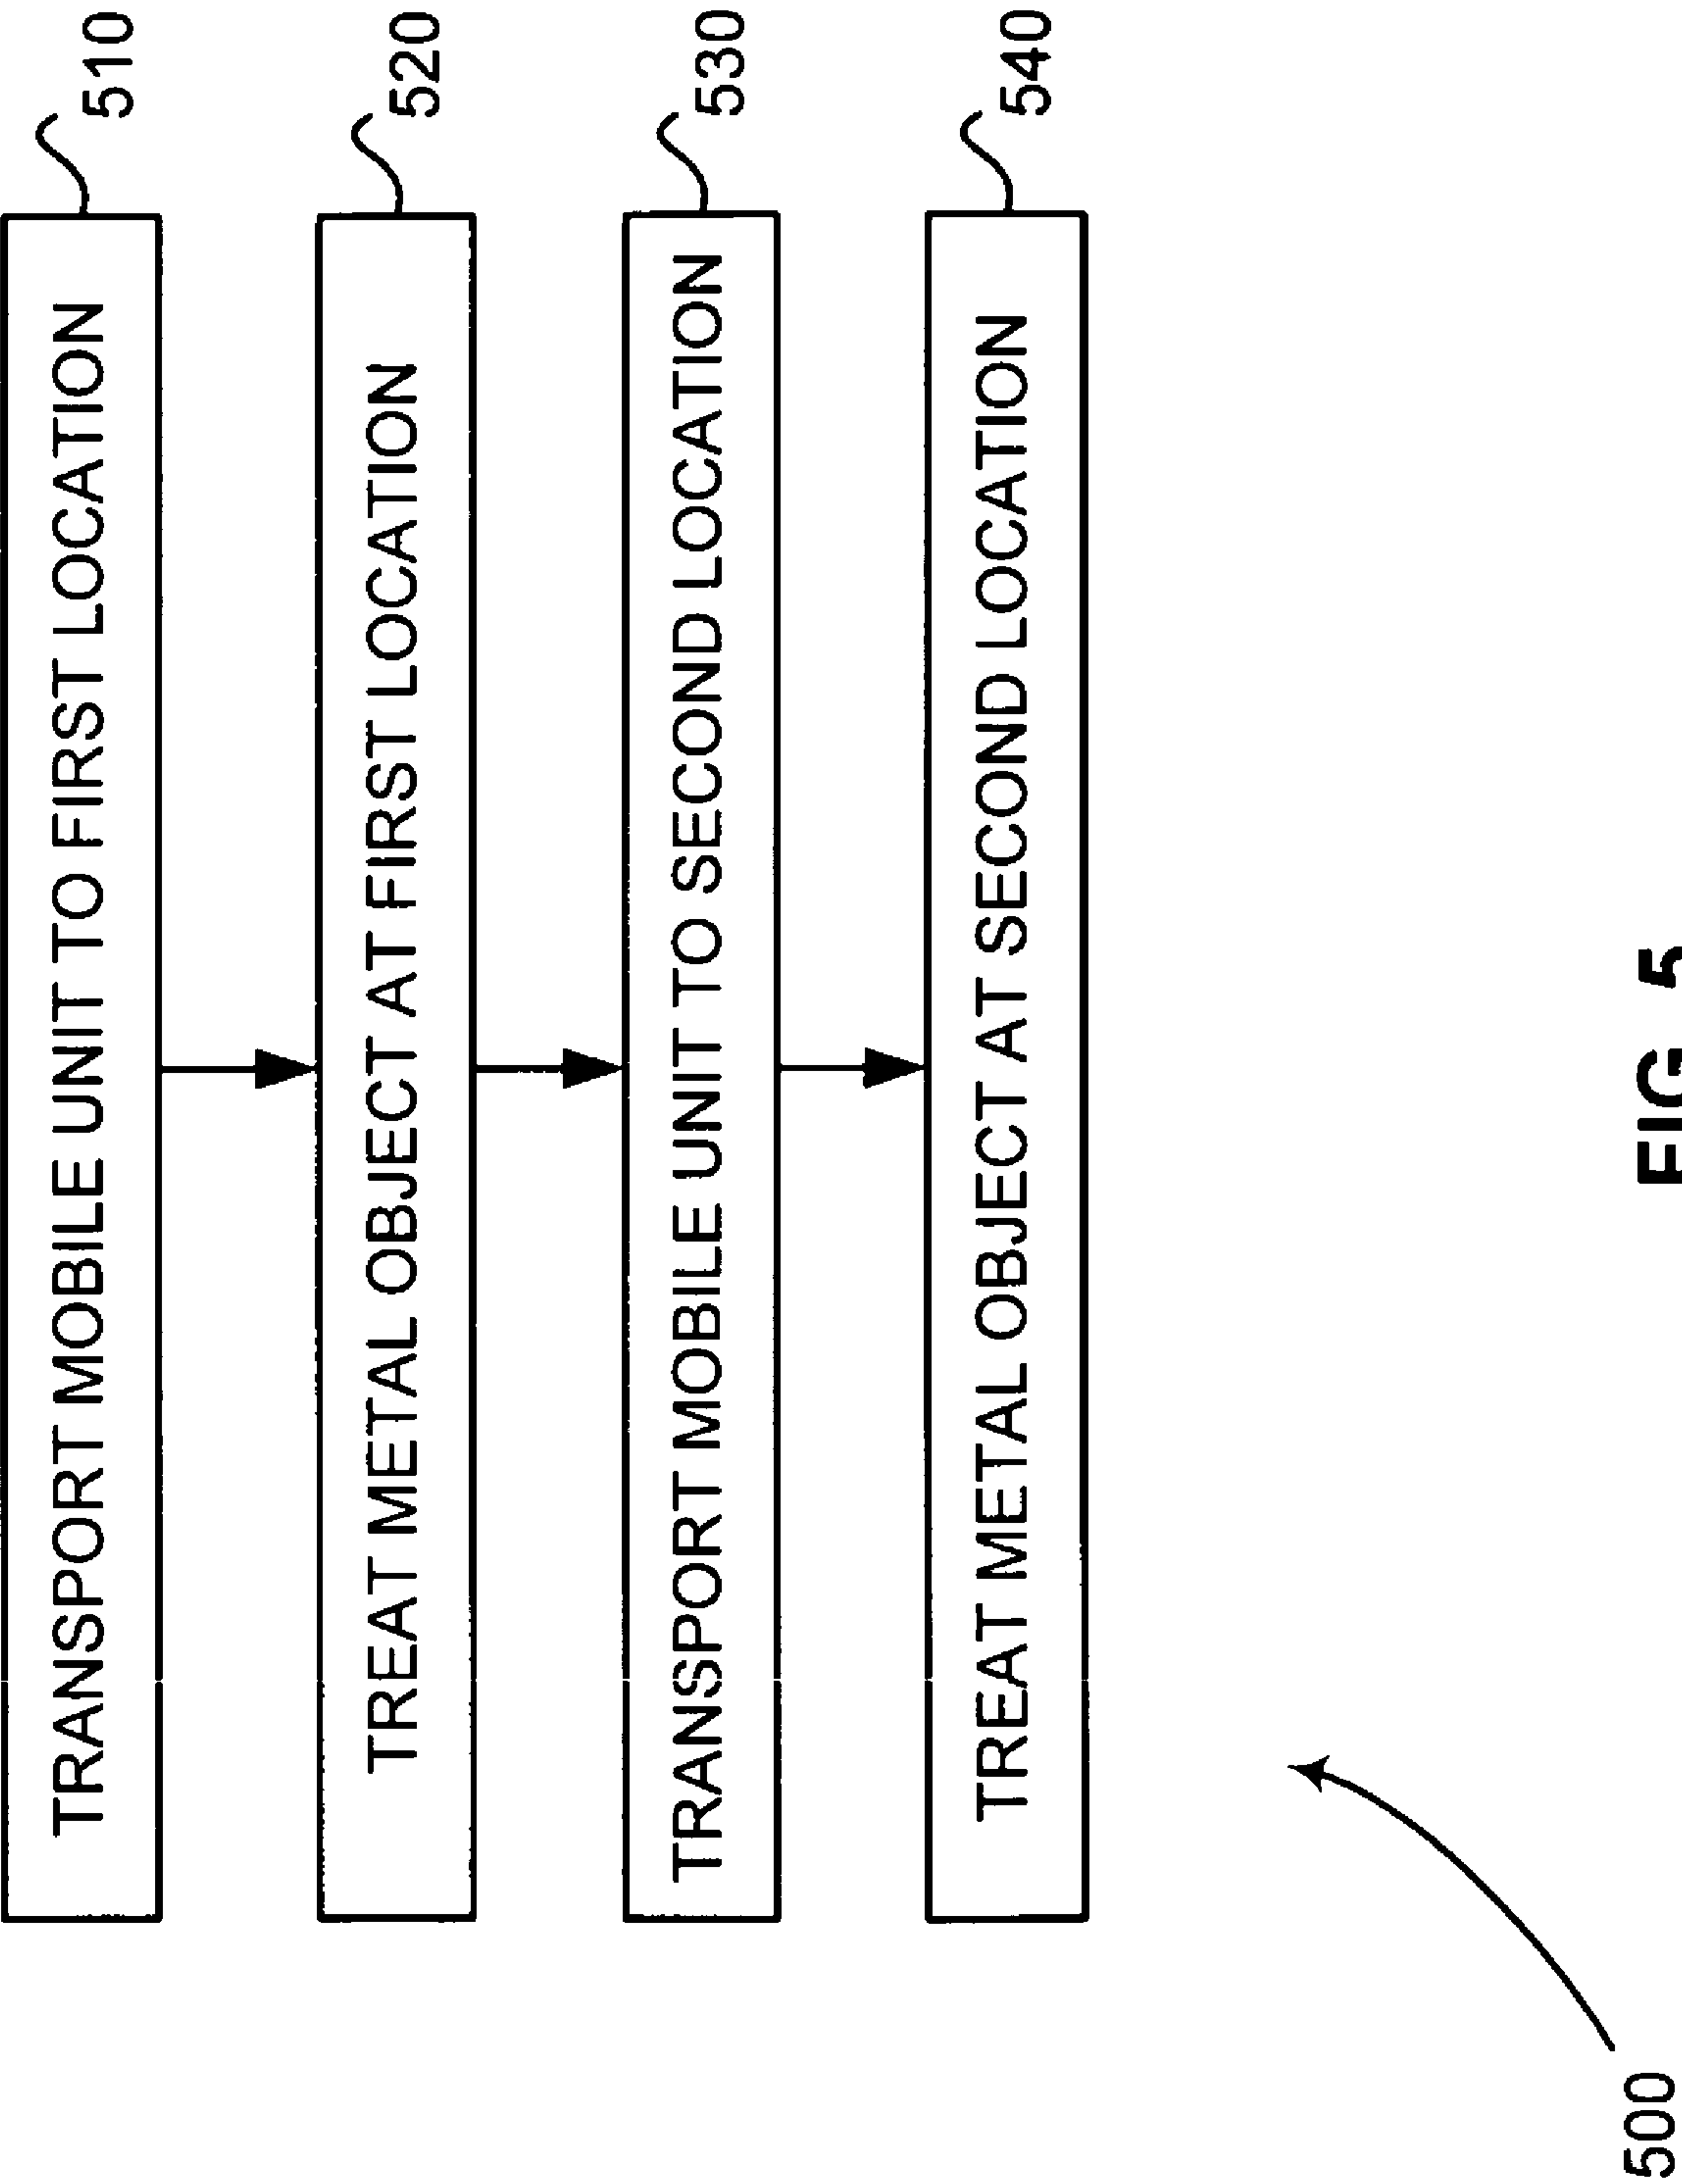 TRANSPORT MOBILE UNIT TO FIRST LOCATION
510
TREAT METAL OBJECT AT FIRST LOCATION
520
TRANSPORT MOBILE UNIT TO SECOND LOCATION
530
TREAT METAL OBJECT AT SECOND LOCATION
540
500
FIG 5